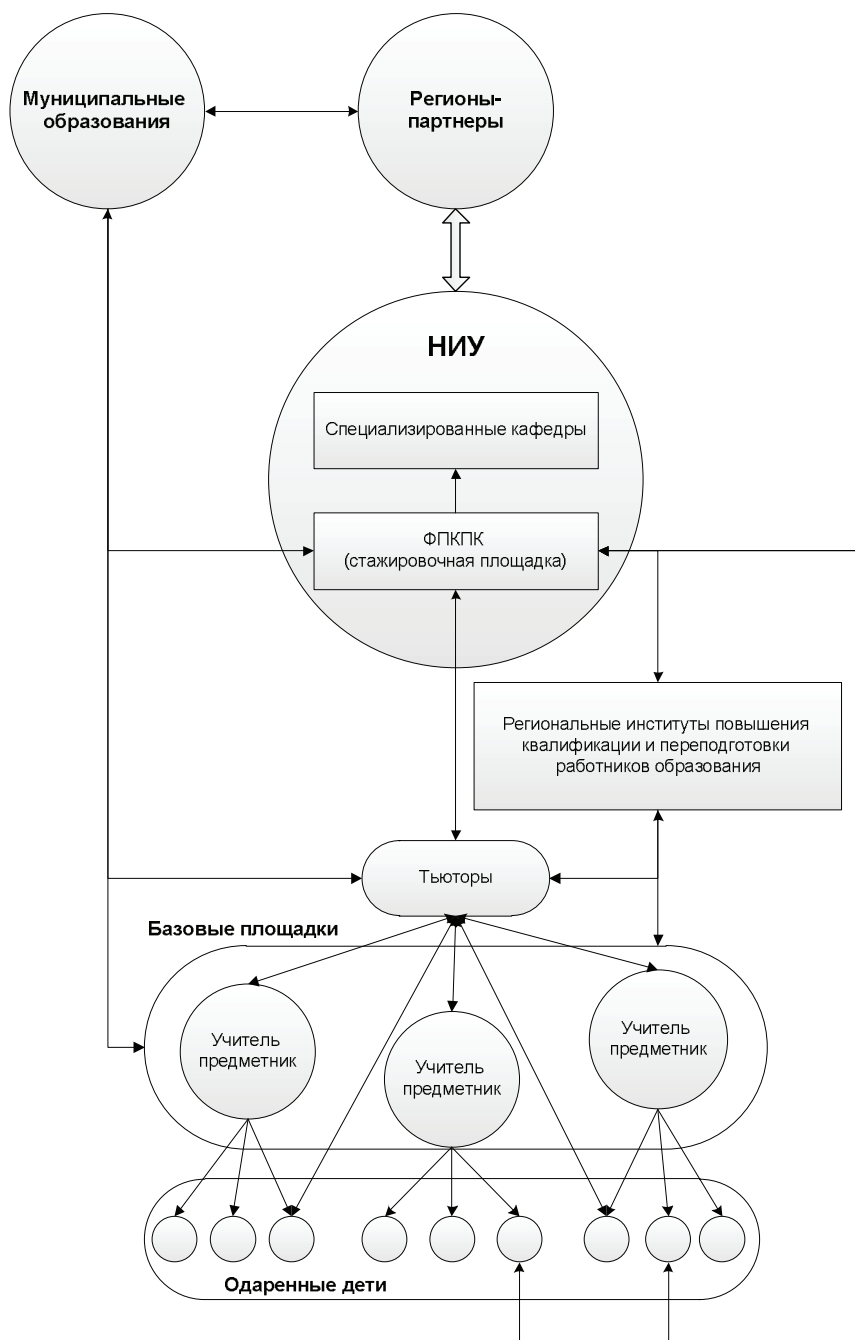 Муниципальные
образования
Регионы-
партнеры
НИУ
Специализированные кафедры
ФПКПК
(стажировочная площадка)
Региональные институты повышения
квалификации и переподготовки
работников образования
Тьюторы
Базовые площадки
Учитель
предметник
Учитель
предметник
Учитель
предметник
Одаренные дети